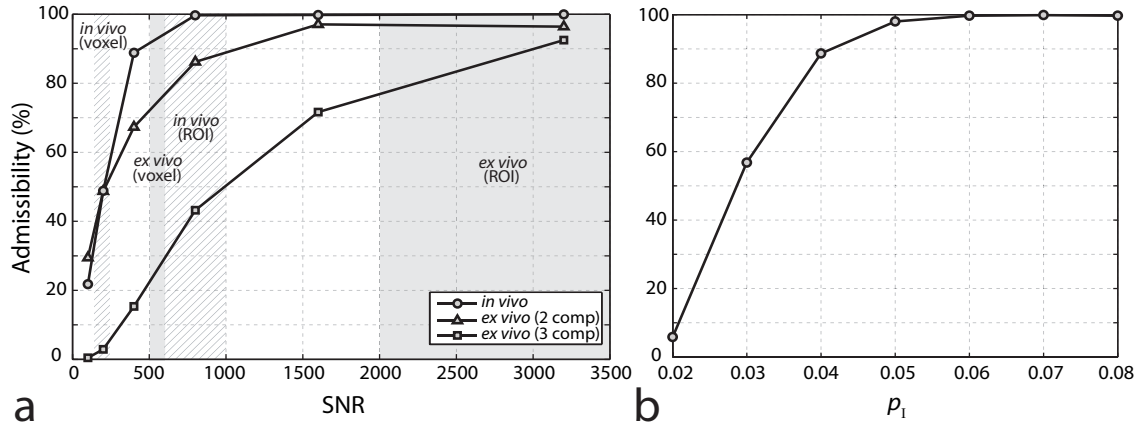 100
80
60
40
20
0
Admissibility (%)
in vivo
(voxel)
in vivo
(ROI)
ex vivo
(voxel)
ex vivo
(ROI)
in vivo
ex vivo (2 comp)
ex vivo (3 comp)
0 500 1000 1500 2000 2500 3000 3500
SNR
a
100
80
60
40
20
0
0.02 0.03 0.04 0.05 0.06 0.07 0.08
pI
b